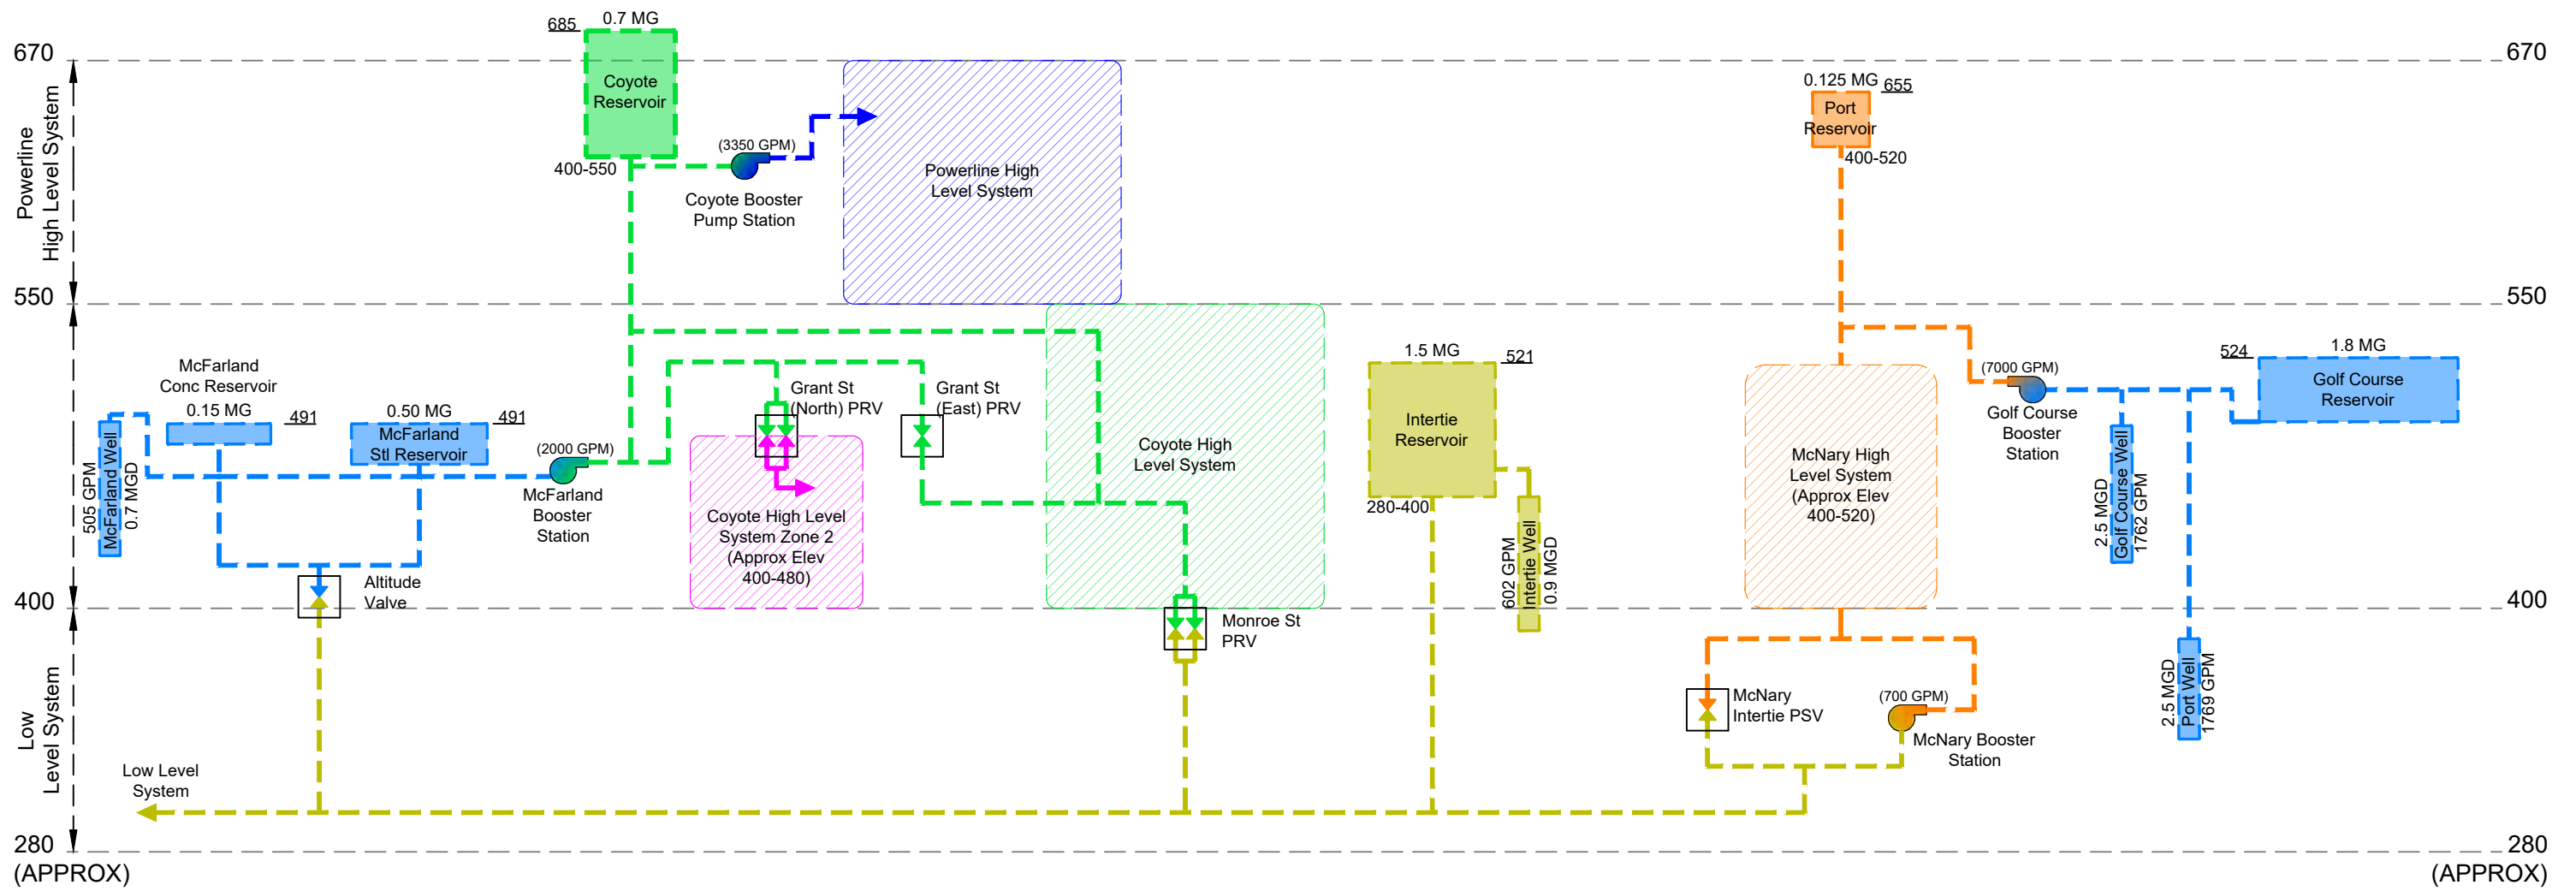 685
0.7 MG
670
670
Coyote
Reservoir
0.125 MG
655
Port
Reservoir
(3350 GPM)
400-550
400-520
Powerline High
Level System
Coyote Booster
Pump Station
Powerline
High Level System
550
550
McFarland
Conc Reservoir
0.15 MG
491
0.50 MG
491
McFarland
Stl Reservoir
Grant St
(North) PRV
Grant St
(East) PRV
1.5 MG
521
Intertie
Reservoir
(7000 GPM)
524
1.8 MG
Golf Course
Reservoir
Golf Course
Booster
Station
(2000 GPM)
McFarland
Booster
Station
Coyote High
Level System
McNary High
Level System
(Approx Elev
400-520)
505 GPM
McFarland Well
0.7 MGD
Coyote High Level
System Zone 2
(Approx Elev
400-480)
280-400
602 GPM
Intertie Well
0.9 MGD
2.5 MGD
Golf Course Well
1762 GPM
Altitude
Valve
400
400
Monroe St
PRV
2.5 MGD
Port Well
1769 GPM
McNary
Intertie PSV
(700 GPM)
McNary Booster
Station
Low
Level System
Low Level
System
280
(APPROX)
280
(APPROX)